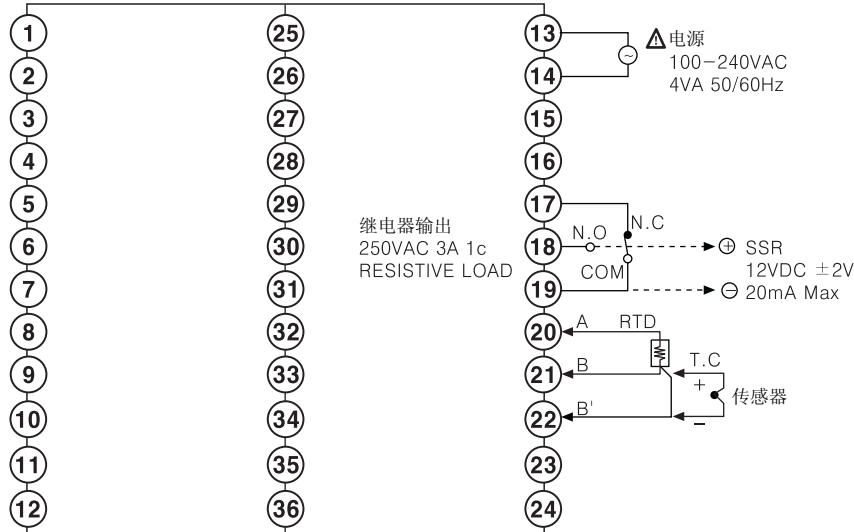 1 25 13
2 26 14
3 27 15
4 28 16
5 29 17
6 30 18
7 31 19
8 32 20
9 33 21
10 34 22
11 35 23
12 36 24
电源
100-240VAC
4VA 50/60Hz
继电器输出
250VAC 3A 1c
RESISTIVE LOAD
N.O
N.C
COM
+ SSR
12VDC ±2V
− 20mA Max
A RTD
B
B'
T.C
+
−
传感器